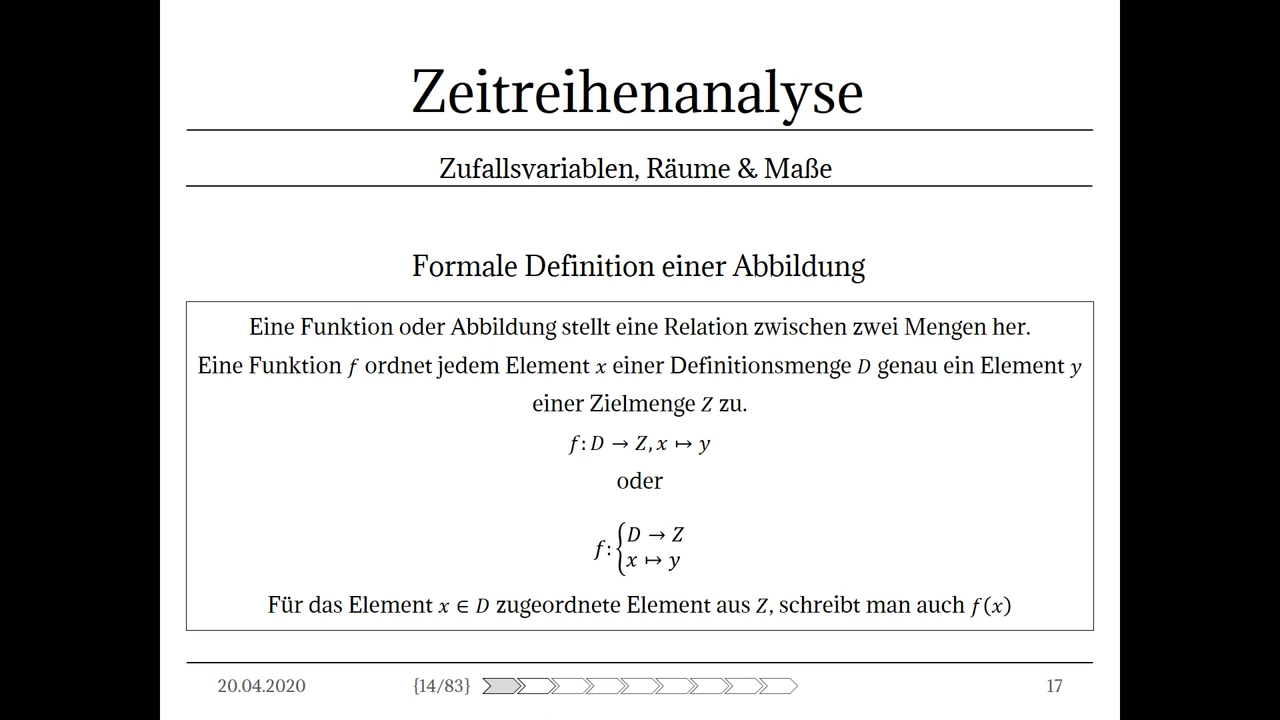 Zeitreihenanalyse
Zufallsvariablen, Räume & Maße
Formale Definition einer Abbildung
Eine Funktion oder Abbildung stellt eine Relation zwischen zwei Mengen her.
Eine Funktion f ordnet jedem Element x einer Definitionsmenge D genau ein Element y
einer Zielmenge Z zu.
f: D → Z, x ↦ y
oder
f: { D → Z
x ↦ y
Für das Element x ∈ D zugeordnete Element aus Z, schreibt man auch f(x)
20.04.2020 {14/83} 17